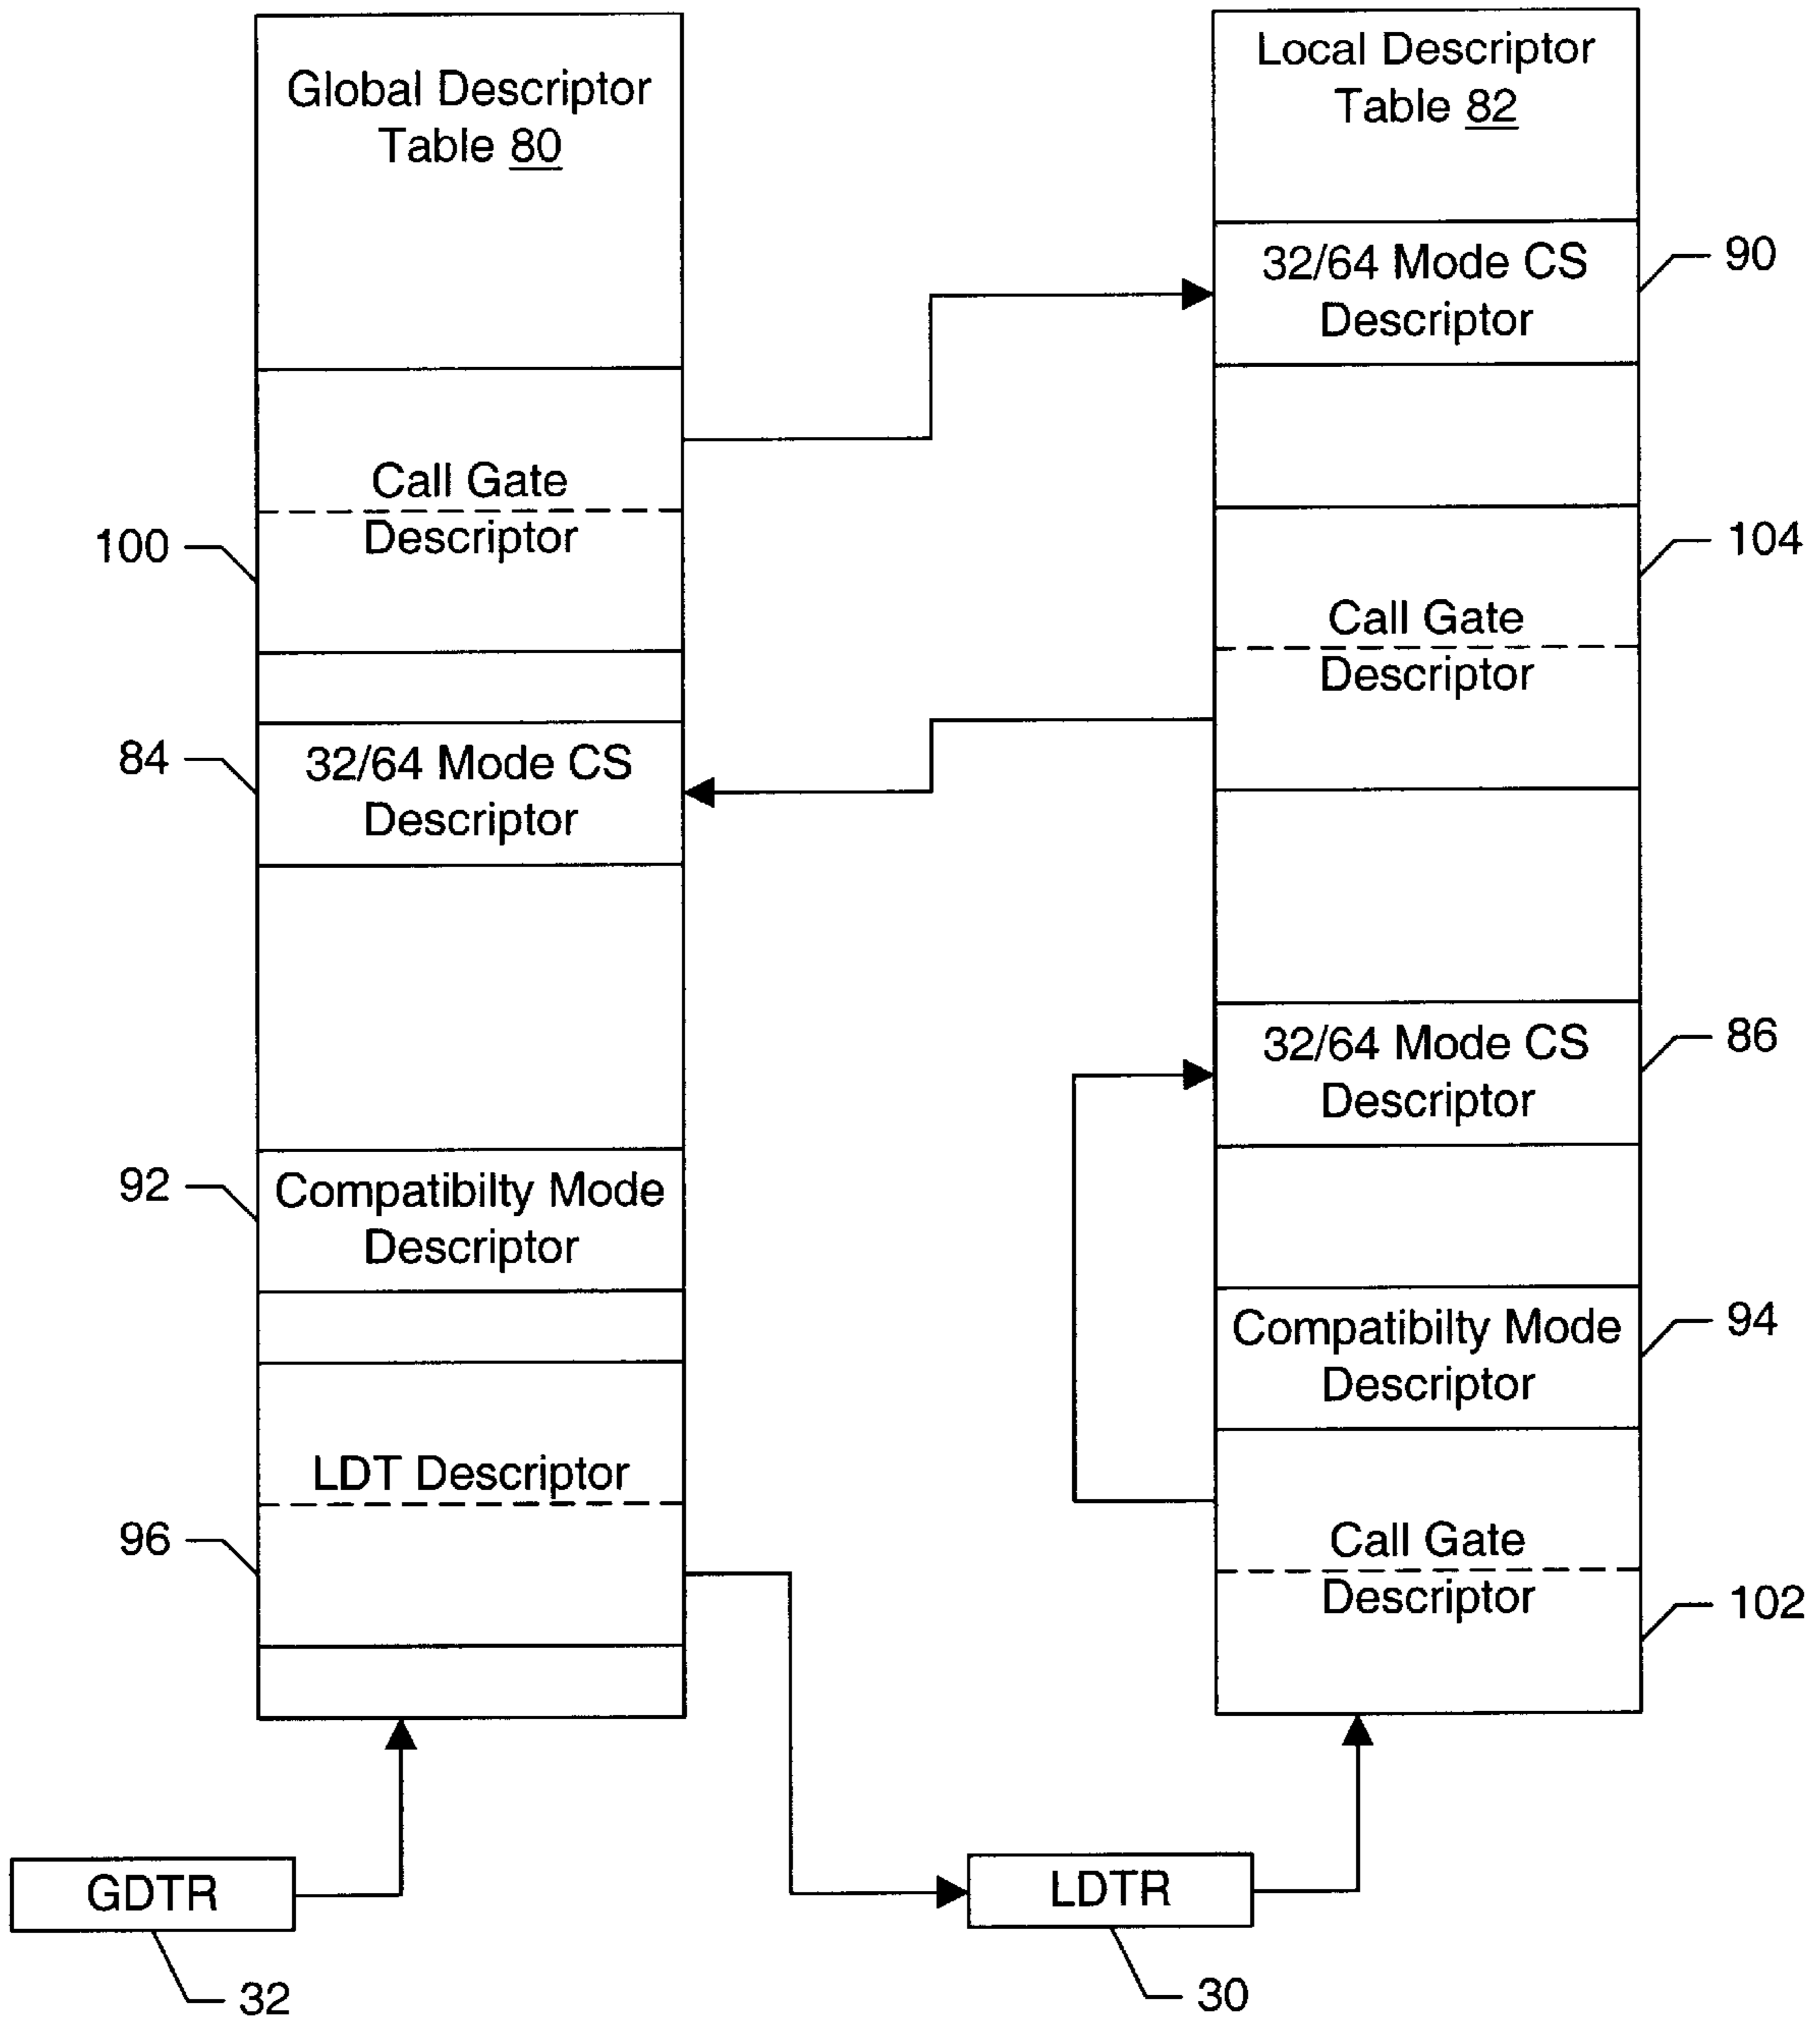 Global Descriptor
Table 80
Call Gate
Descriptor
100
84
32/64 Mode CS
Descriptor
92
Compatibilty Mode
Descriptor
LDT Descriptor
96
GDTR
32
Local Descriptor
Table 82
32/64 Mode CS
Descriptor
90
104
Call Gate
Descriptor
32/64 Mode CS
Descriptor
86
Compatibilty Mode
Descriptor
94
Call Gate
Descriptor
102
LDTR
30